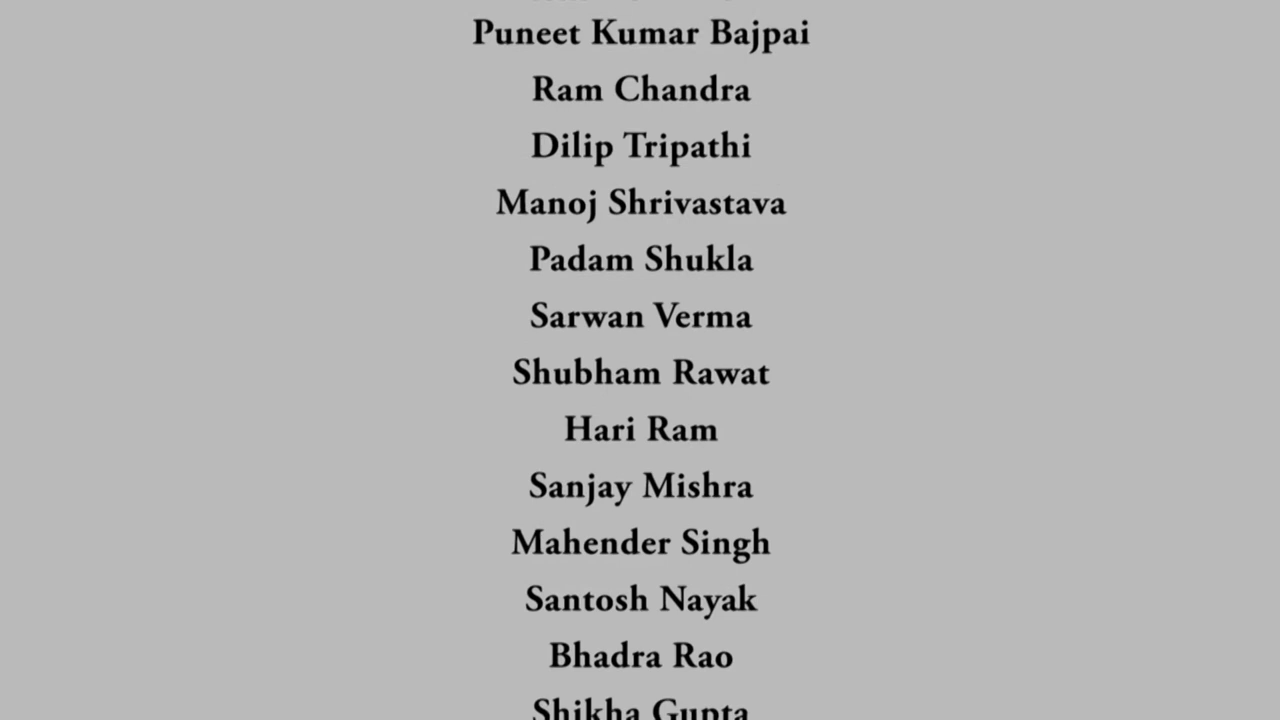 Puneet Kumar Bajpai
Ram Chandra
Dilip Tripathi
Manoj Shrivastava
Padam Shukla
Sarwan Verma
Shubham Rawat
Hari Ram
Sanjay Mishra
Mahender Singh
Santosh Nayak
Bhadra Rao
Shikha Gupta